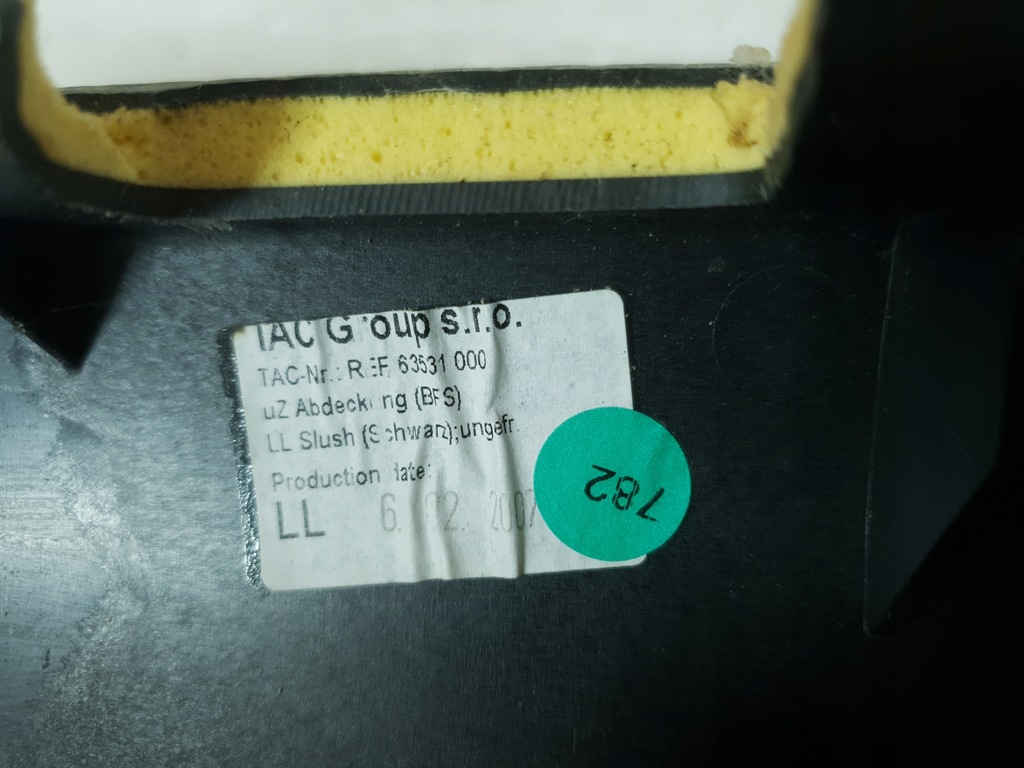 IAC Group s.r.o.
IAC-Nr.: REF 63531 000
uZ Abdeckung (BFS)
LL Slush (Schwarz);ungefr.
Production date:
LL 6. 02. 2007
782